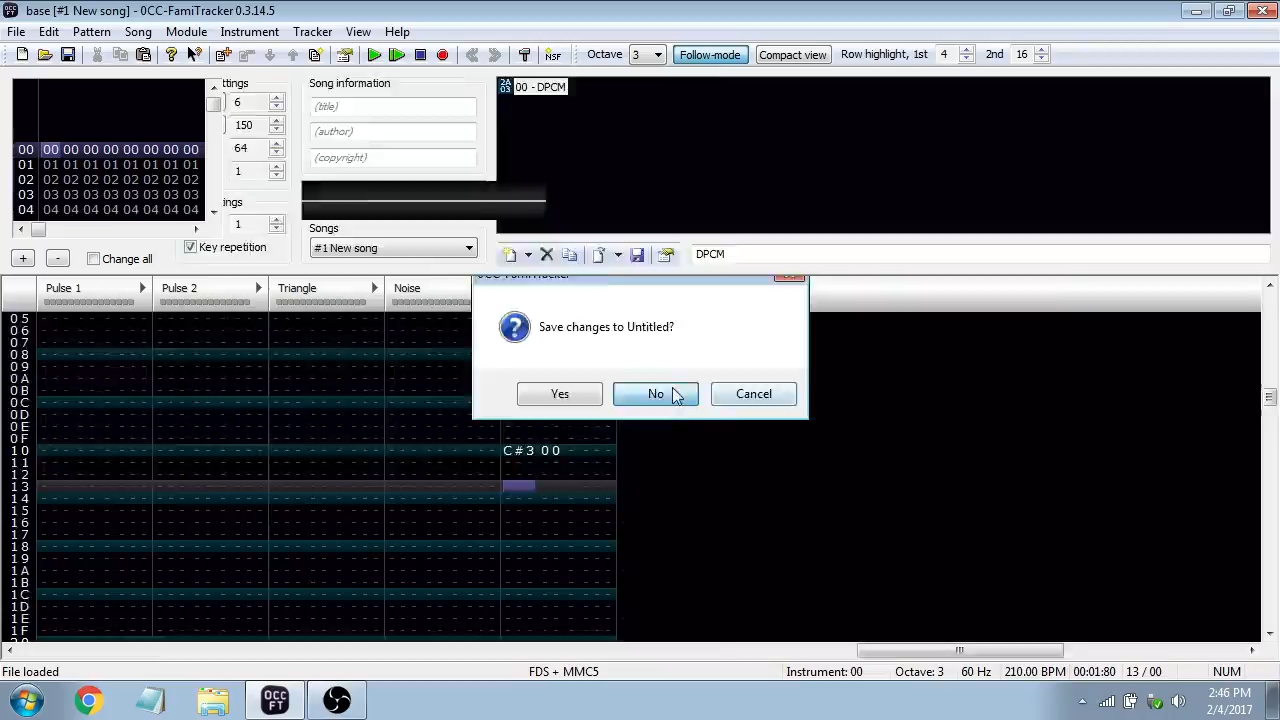 base [#1 New song] - 0CC-FamiTracker 0.3.14.5
File Edit Pattern Song Module Instrument Tracker View Help
NSF Octave 3 Follow-mode Compact view Row highlight, 1st 4 2nd 16
ttings Song information 2A03 00 - DPCM
6 (title)
150 (author)
64 (copyright)
1
ings
1
00 00 00 00 00 00 00 00 00
01 01 01 01 01 01 01 01 01
02 02 02 02 02 02 02 02 02
03 03 03 03 03 03 03 03 03
04 04 04 04 04 04 04 04 04
Songs
Key repetition #1 New song DPCM
+ - Change all
Pulse 1 Pulse 2 Triangle Noise
0CC-FamiTracker
Save changes to Untitled?
Yes No Cancel
05
06
07
08
09
0A
0B
0C
0D
0E
0F
10 C#3 00
11
12
13
14
15
16
17
18
19
1A
1B
1C
1D
1E
1F
File loaded FDS + MMC5 Instrument: 00 Octave: 3 60 Hz 210.00 BPM 00:01:80 13 / 00 NUM
0CC FT
2:46 PM
2/4/2017